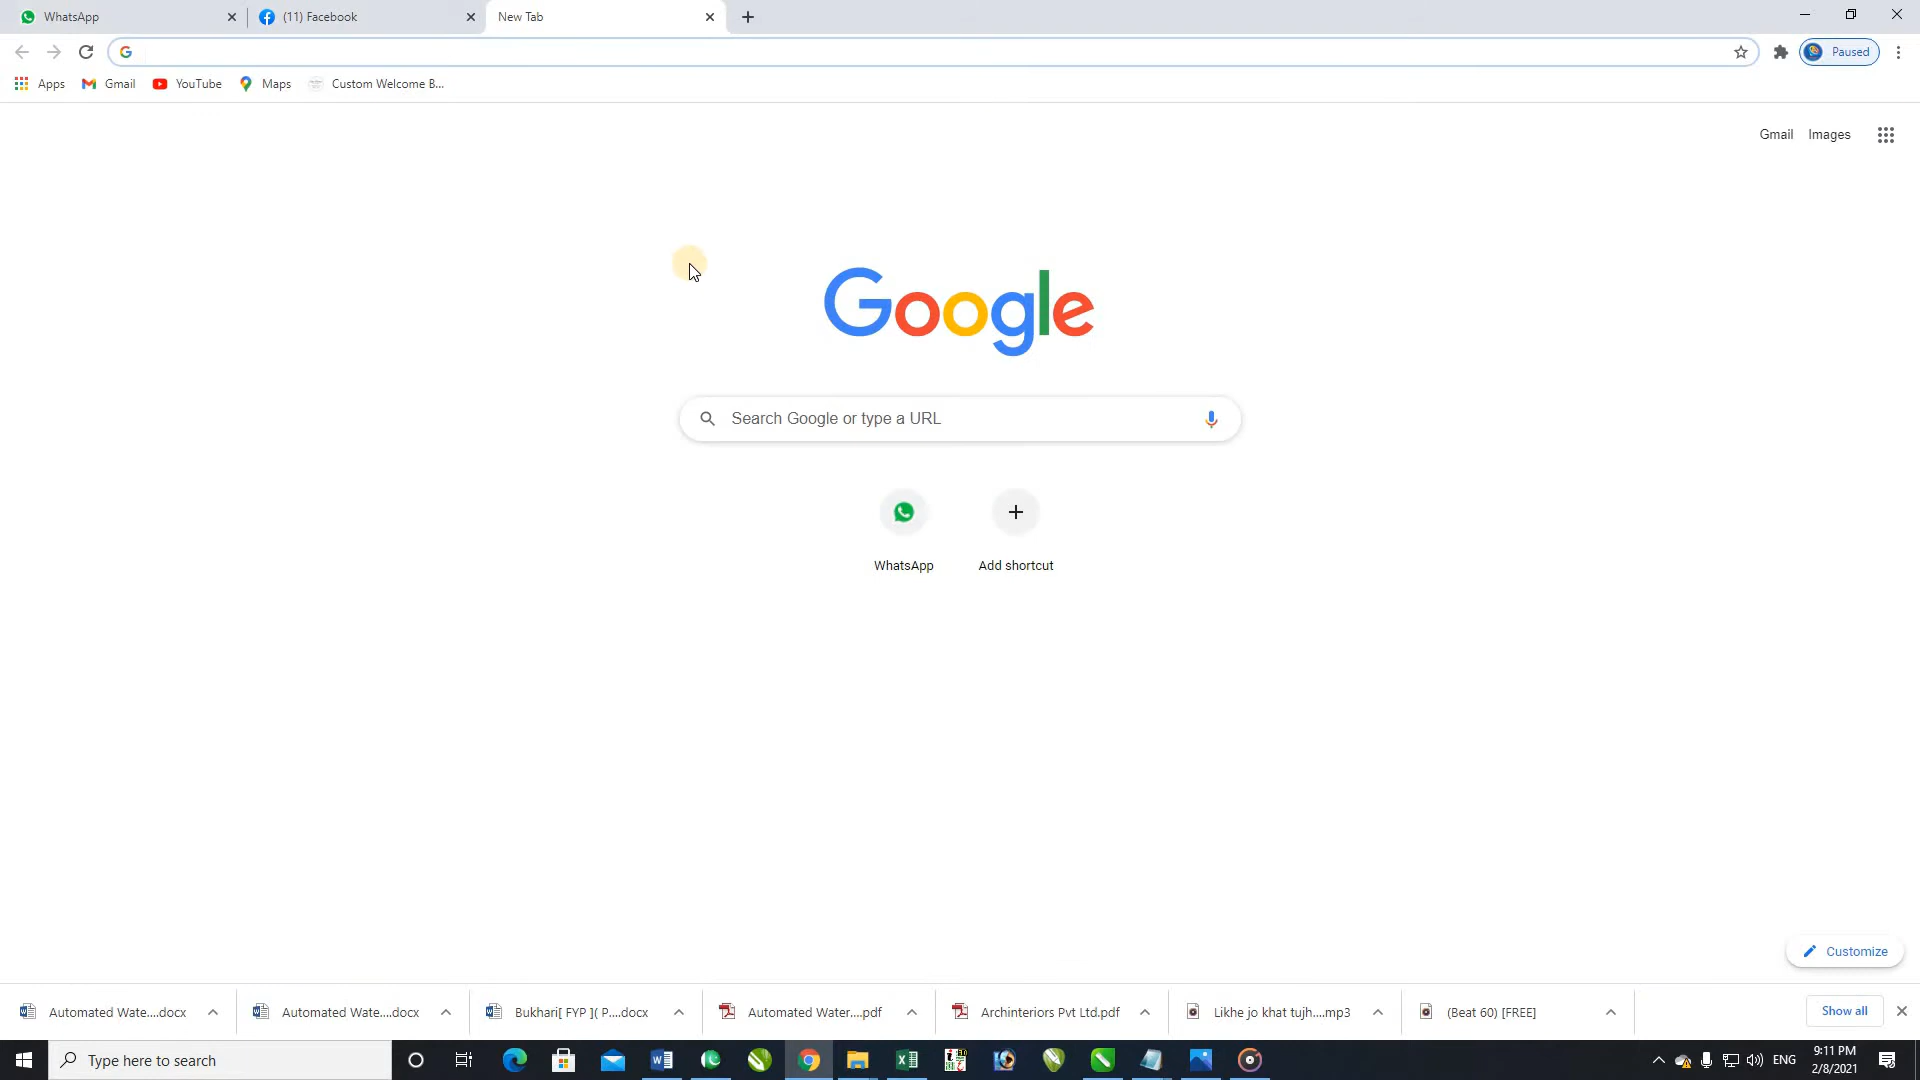 WhatsApp
(11) Facebook
New Tab
Paused
Apps
Gmail
YouTube
Maps
Custom Welcome B...
Gmail
Images
Google
Search Google or type a URL
WhatsApp
Add shortcut
Customize
Automated Wate....docx
Automated Wate....docx
Bukhari[ FYP ]( P....docx
Automated Water....pdf
Archinteriors Pvt Ltd.pdf
Likhe jo khat tujh....mp3
(Beat 60) [FREE]
Show all
Type here to search
ENG
9:11 PM
2/8/2021